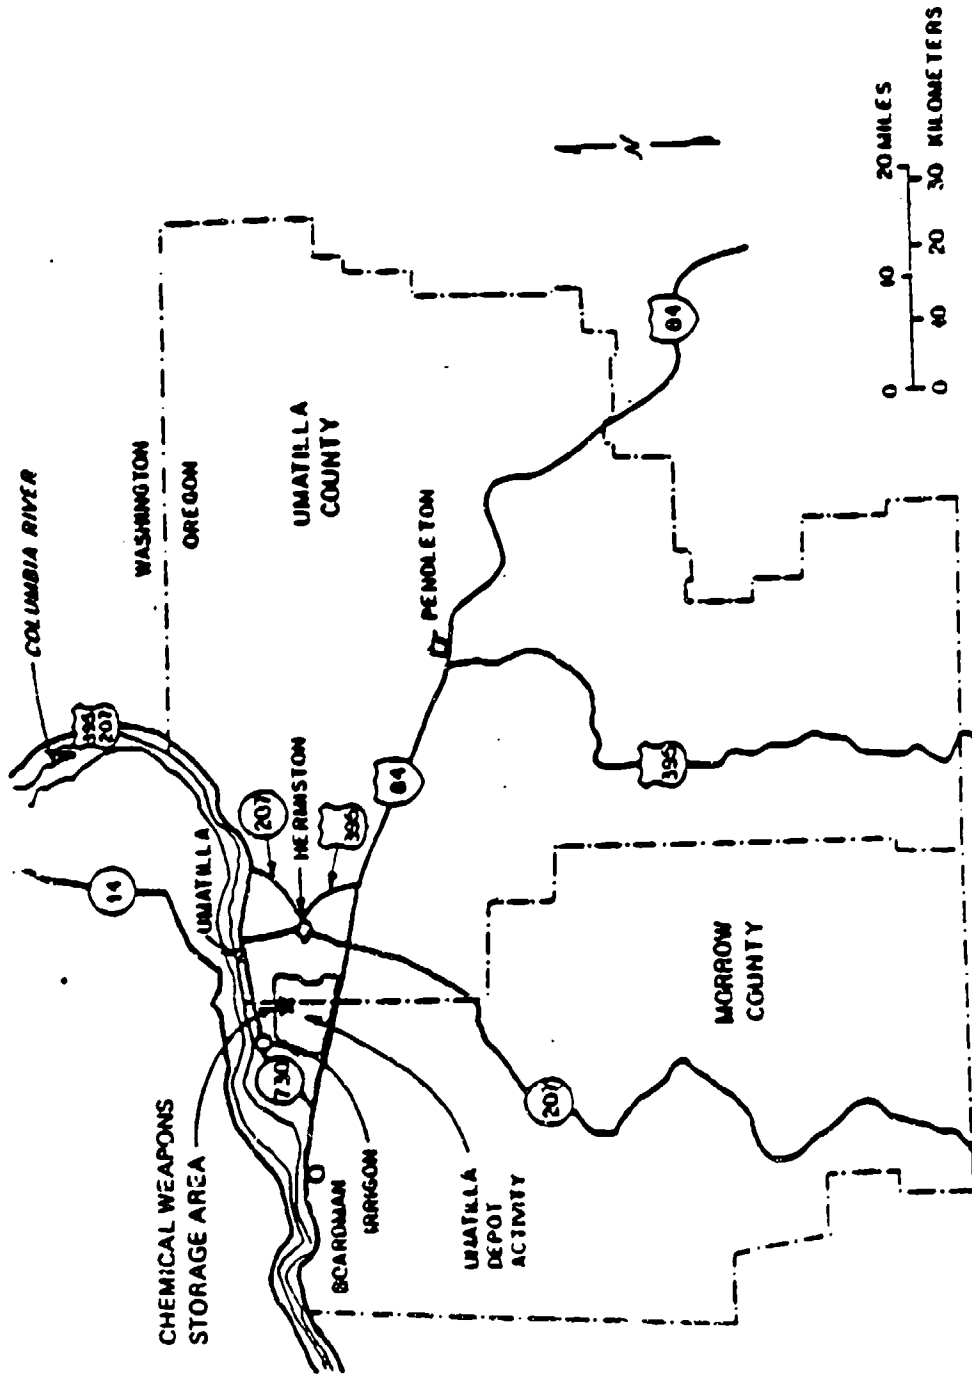 COLUMBIA RIVER
WASHINGTON
OREGON
UMATILLA
COUNTY
395
207
14
UMATILLA
207
HERMISTON
395
PENDLETON
84
84
395
CHEMICAL WEAPONS
STORAGE AREA
730
BOARDMAN
IRRIGON
UMATILLA
DEPOT
ACTIVITY
207
MORROW
COUNTY
N
0 10 20 MILES
0 10 20 30 KILOMETERS